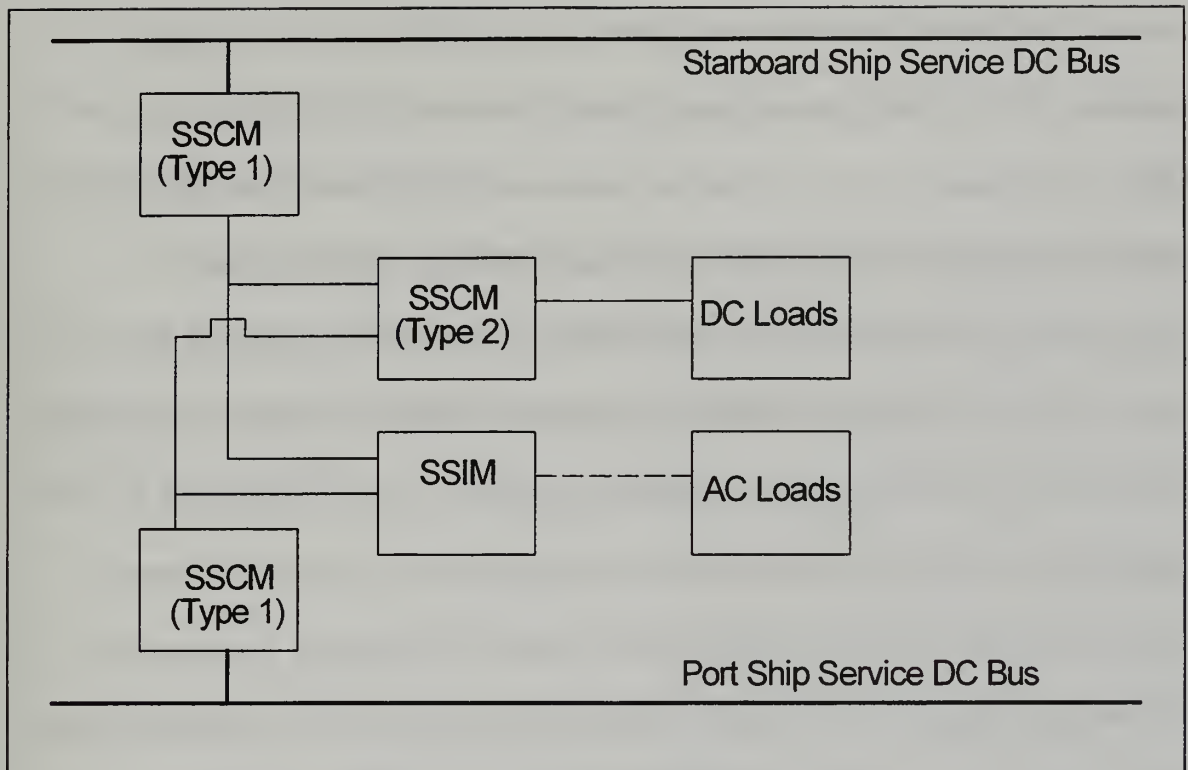 Starboard Ship Service DC Bus
SSCM
(Type 1)
SSCM
(Type 2)
DC Loads
SSIM
AC Loads
SSCM
(Type 1)
Port Ship Service DC Bus